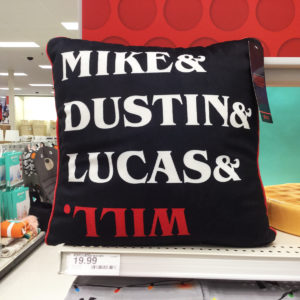 MIKE&
DUSTIN&
LUCAS&
WILL.
19.99